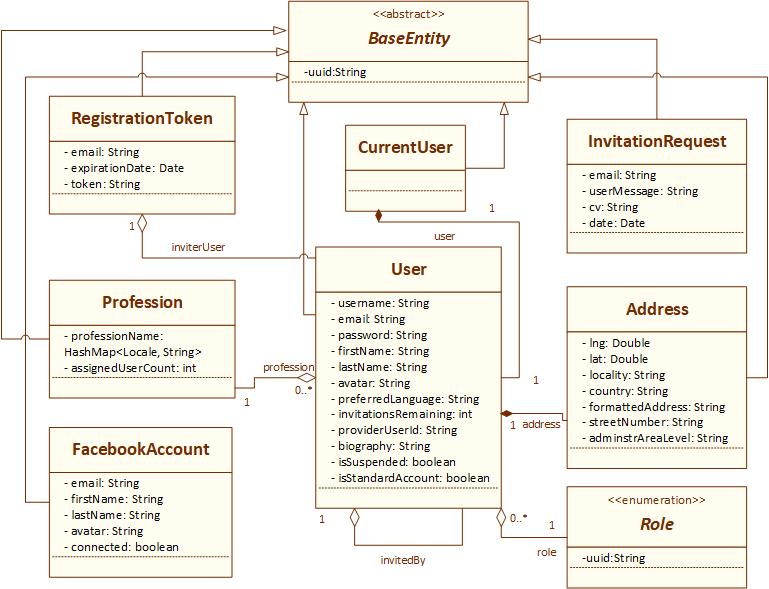 <<abstract>>
BaseEntity
-uuid:String
RegistrationToken
- email: String
- expirationDate: Date
- token: String
CurrentUser
InvitationRequest
- email: String
- userMessage: String
- cv: String
- date: Date
1
inviterUser
1
user
User
- username: String
- email: String
- password: String
- firstName: String
- lastName: String
- avatar: String
- preferredLanguage: String
- invitationsRemaining: int
- providerUserId: String
- biography: String
- isSuspended: boolean
- isStandardAccount: boolean
Profession
- professionName:
HashMap<Locale, String>
- assignedUserCount: int
profession
0..*
1
1
Address
- lng: Double
- lat: Double
- locality: String
- country: String
- formattedAddress: String
- streetNumber: String
- adminstrAreaLevel: String
1 address
FacebookAccount
- email: String
- firstName: String
- lastName: String
- avatar: String
- connected: boolean
1
invitedBy
0..*
1
role
<<enumeration>>
Role
-uuid:String